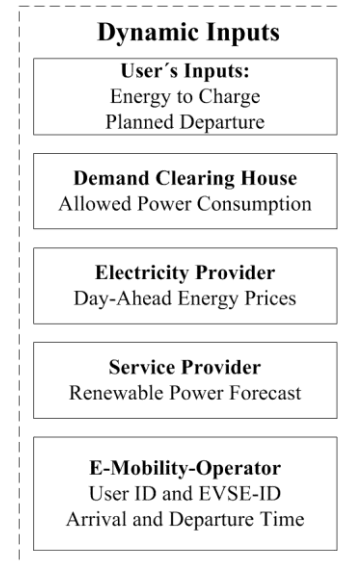 Dynamic Inputs
User´s Inputs:
Energy to Charge
Planned Departure
Demand Clearing House
Allowed Power Consumption
Electricity Provider
Day-Ahead Energy Prices
Service Provider
Renewable Power Forecast
E-Mobility-Operator
User ID and EVSE-ID
Arrival and Departure Time